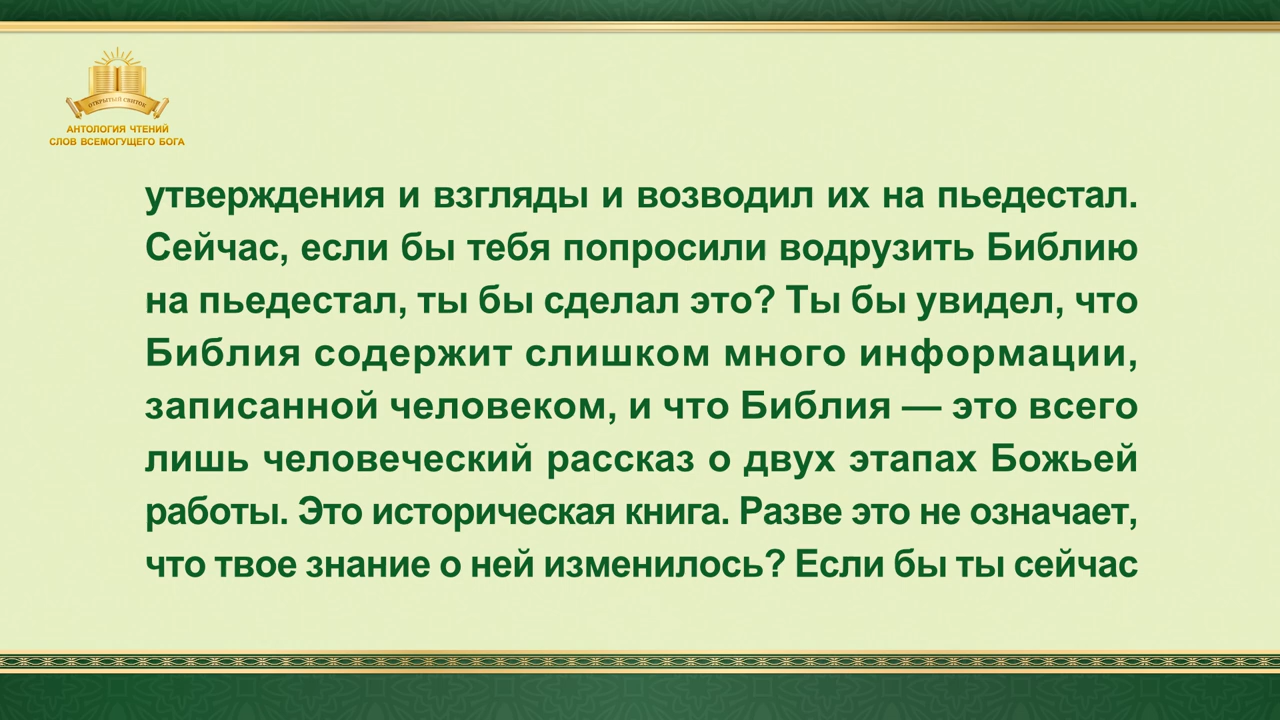 ОТКРЫТЫЙ СВИТОК
АНТОЛОГИЯ ЧТЕНИЙ
СЛОВ ВСЕМОГУЩЕГО БОГА
утверждения и взгляды и возводил их на пьедестал.
Сейчас, если бы тебя попросили водрузить Библию
на пьедестал, ты бы сделал это? Ты бы увидел, что
Библия содержит слишком много информации,
записанной человеком, и что Библия — это всего
лишь человеческий рассказ о двух этапах Божьей
работы. Это историческая книга. Разве это не означает,
что твое знание о ней изменилось? Если бы ты сейчас